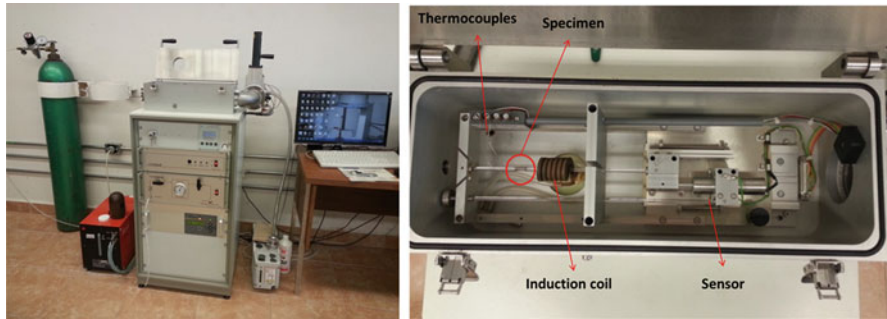 Thermocouples
Specimen
Induction coil
Sensor